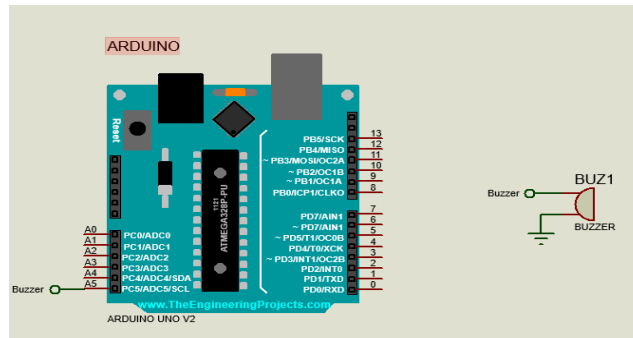 ARDUINO
Reset
1121
ATMEGA328P-PU
PB5/SCK 13
PB4/MISO 12
~ PB3/MOSI/OC2A 11
~ PB2/OC1B 10
~ PB1/OC1A 9
PB0/ICP1/CLKO 8
PD7/AIN1 7
~ PD7/AIN1 6
~ PD5/T1/OC0B 5
PD4/T0/XCK 4
~ PD3/INT1/OC2B 3
PD2/INT0 2
PD1/TXD 1
PD0/RXD 0
A0 PC0/ADC0
A1 PC1/ADC1
A2 PC2/ADC2
A3 PC3/ADC3
A4 PC4/ADC4/SDA
Buzzer A5 PC5/ADC5/SCL
www.TheEngineeringProjects.com
ARDUINO UNO V2
BUZ1
Buzzer
BUZZER